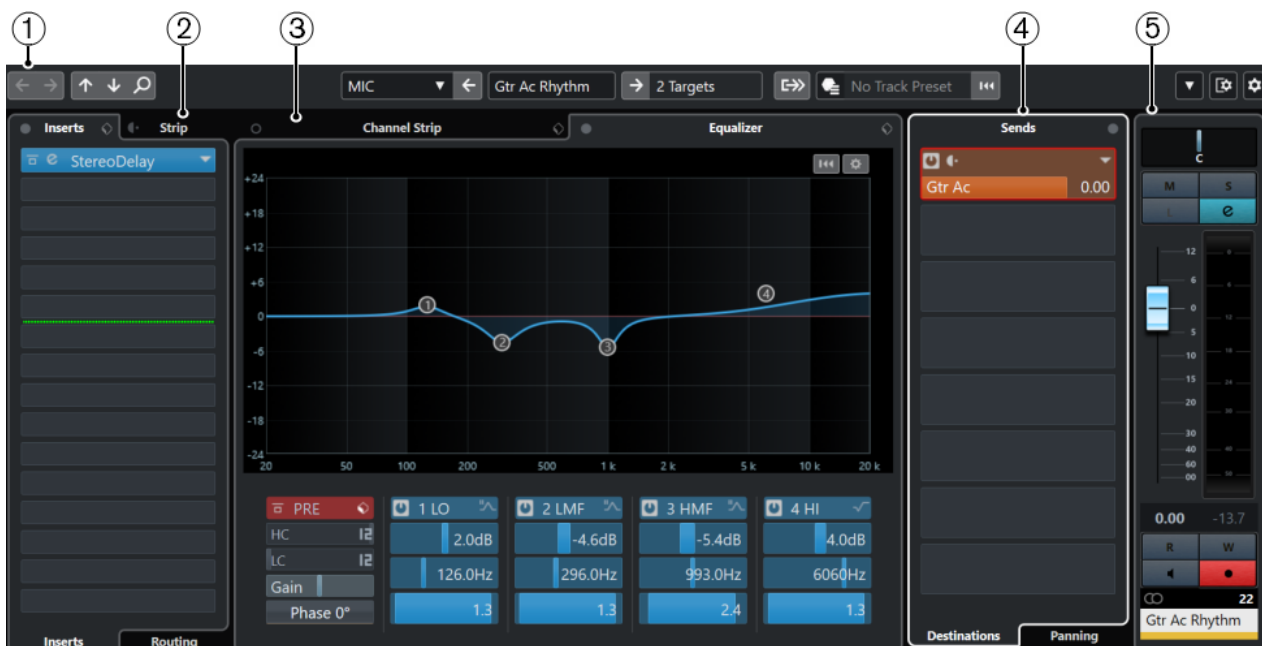 ① ② ③ ④ ⑤
MIC Gtr Ac Rhythm 2 Targets No Track Preset
Inserts Strip Channel Strip Equalizer Sends
StereoDelay
Gtr Ac 0.00
C
M S
L e
+24
+18
+12
+6
0
-6
-12
-18
-24
① ② ③ ④
20 50 100 200 500 1 k 2 k 5 k 10 k 20 k
PRE
HC 12
LC 12
Gain
Phase 0°
1 LO
2.0dB
126.0Hz
1.3
2 LMF
-4.6dB
296.0Hz
1.3
3 HMF
-5.4dB
993.0Hz
2.4
4 HI
4.0dB
6060Hz
1.3
12
6
0
5
10
15
20
30
40
60
00
0.00 -13.7
R W
22
Gtr Ac Rhythm
Inserts Routing
Destinations Panning